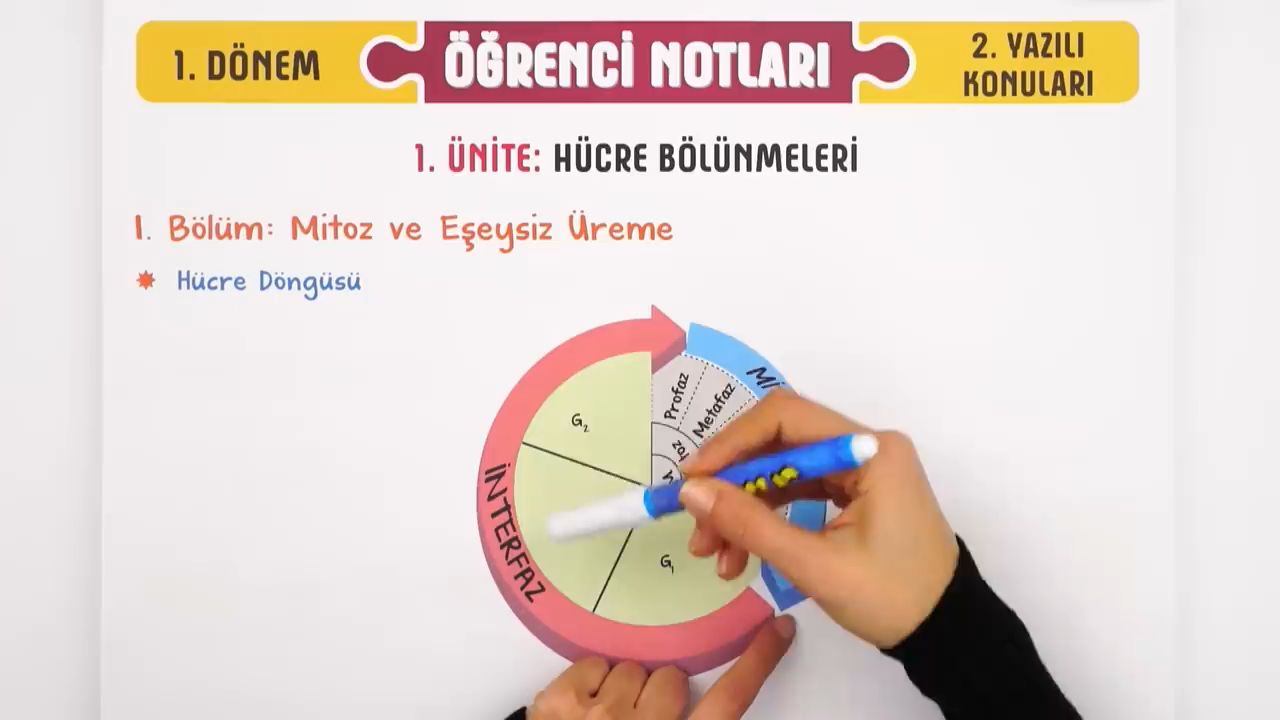 1. DÖNEM
ÖĞRENCİ NOTLARI
2. YAZILI
KONULARI
1. ÜNİTE: HÜCRE BÖLÜNMELERİ
1. Bölüm: Mitoz ve Eşeysiz Üreme
Hücre Döngüsü
Profaz
Metafaz
G₂
İNTERFAZ
G₁